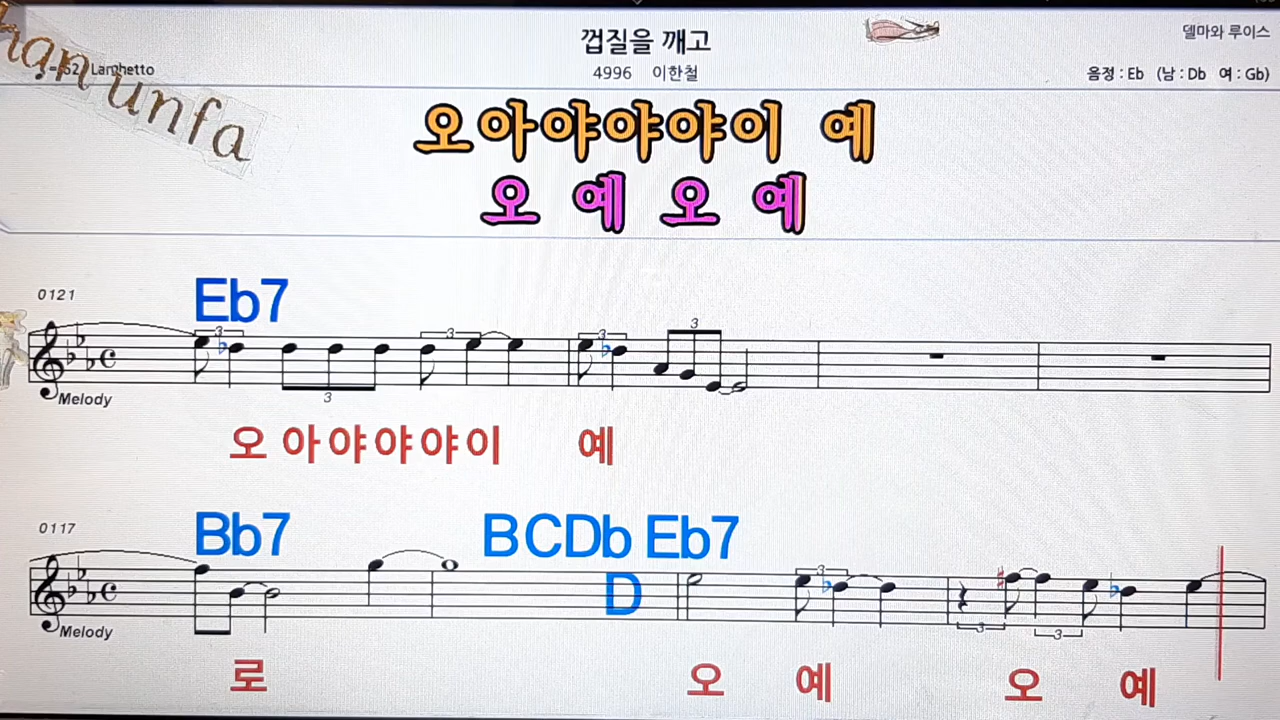 껍질을 깨고
델마와 루이스
4996 이한철
Larghetto
음정 : Eb (남 : Db 여 : Gb)
han unfa
오아야야야이 예
오 예 오 예
0121
Eb7
3 3 3 3
3
Melody
오 아 야 야 야 이 예
0117
Bb7 B C Db Eb7
D
3
3 3
Melody
로 오 예 오 예